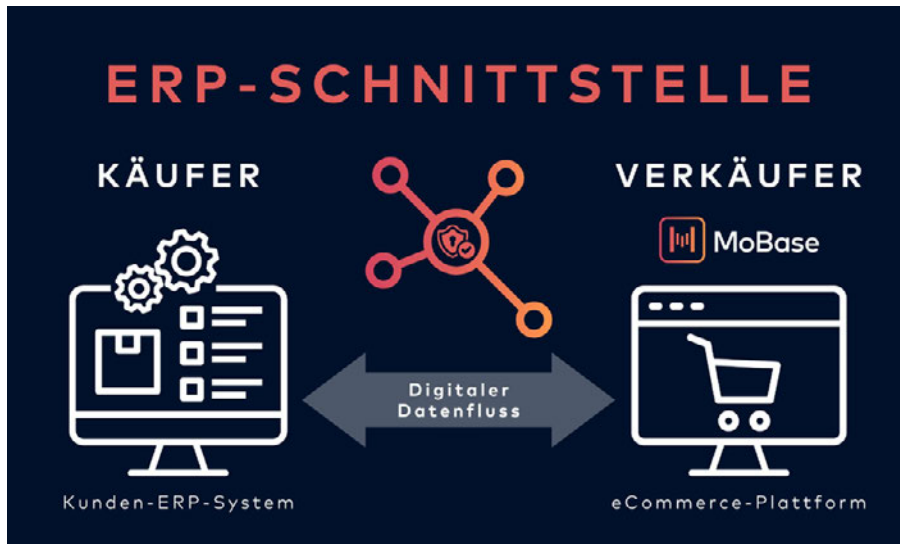 ERP-SCHNITTSTELLE
KÄUFER
VERKÄUFER
MoBase
Digitaler
Datenfluss
Kunden-ERP-System
eCommerce-Plattform